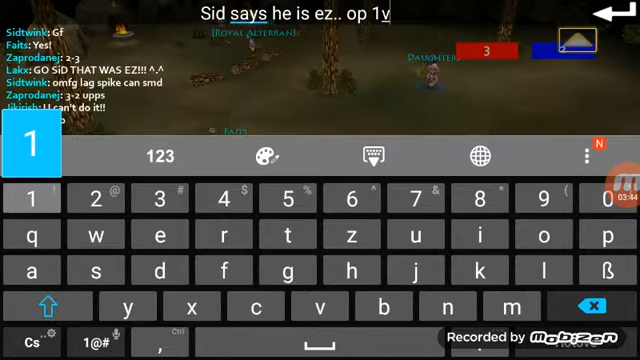 Sid says he is ez.. op 1v
[ROYAL ALTERRAN]
Sidtwink: Gf
Faits: Yes!
Zaprodanej: 2-3
Lakx: GO SiD THAT WAS EZ!!! ^.^
Sidtwink: omfg lag spike can smd
Zaprodanej: 3-2 upps
Jikirish: U can't do it!!
DAUGHTER
3
2
FAITS
1
123
N
03:44
1 ! 2 @ 3 # 4 $ 5 % 6 ^ 7 & 8 * 9 ( 0
q w e r t z u i o p
a s d f g h j k l ß
y x c v b n m
Cs 1@# , Ctrl .
Recorded by Mobizen